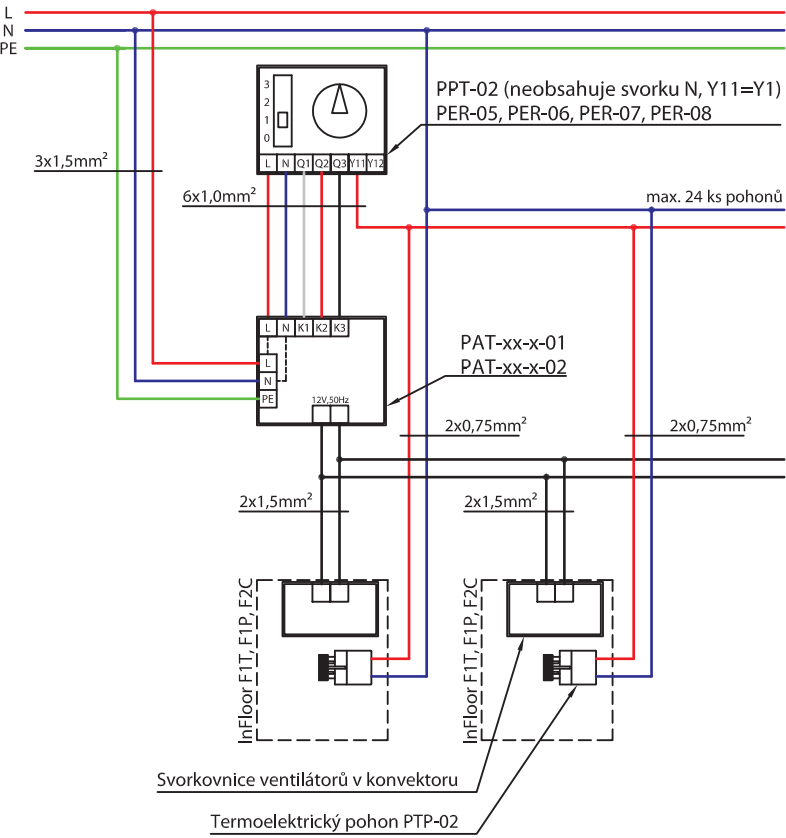 L
N
PE
3
2
1
0
PPT-02 (neobsahuje svorku N, Y11=Y1)
PER-05, PER-06, PER-07, PER-08
L N Q1 Q2 Q3 Y11 Y12
3x1,5mm²
6x1,0mm²
max. 24 ks pohonů
L N K1 K2 K3
L
N
PE
12V,50Hz
PAT-xx-x-01
PAT-xx-x-02
2x0,75mm²
2x0,75mm²
2x1,5mm²
2x1,5mm²
InFloor F1T, F1P, F2C
InFloor F1T, F1P, F2C
Svorkovnice ventilátorů v konvektoru
Termoelektrický pohon PTP-02